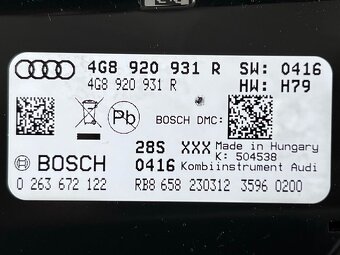 4G8 920 931 R SW: 0416
4G8 920 931 R HW: H79
Pb BOSCH DMC:
28S XXX Made in Hungary
K: 504538
BOSCH 0416 Kombiinstrument Audi
0 263 672 122 RB8 658 230312 3596 0200